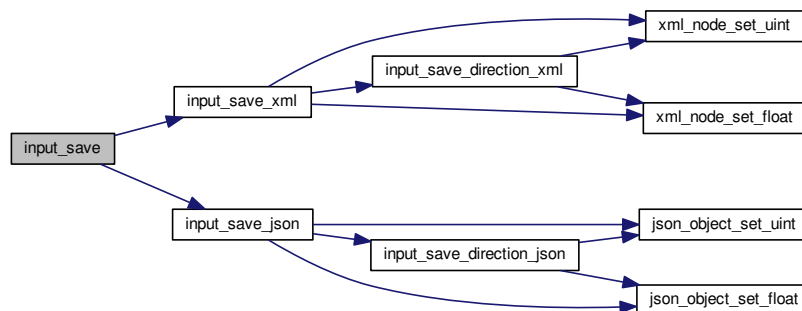 input_save
input_save_xml
input_save_direction_xml
xml_node_set_uint
xml_node_set_float
input_save_json
input_save_direction_json
json_object_set_uint
json_object_set_float